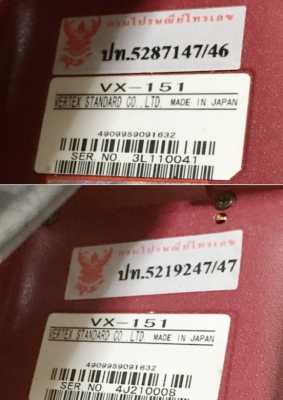 กรมไปรษณีย์โทรเลข
ปท.5287147/46
VX-151
VERTEX STANDARD CO., LTD. MADE IN JAPAN
4909959091632
SER NO. 3L110041
กรมไปรษณีย์โทรเลข
ปท.5219247/47
VX-151
VERTEX STANDARD CO., LTD. MADE IN JAPAN
4909959091632
SER NO. 4J210008